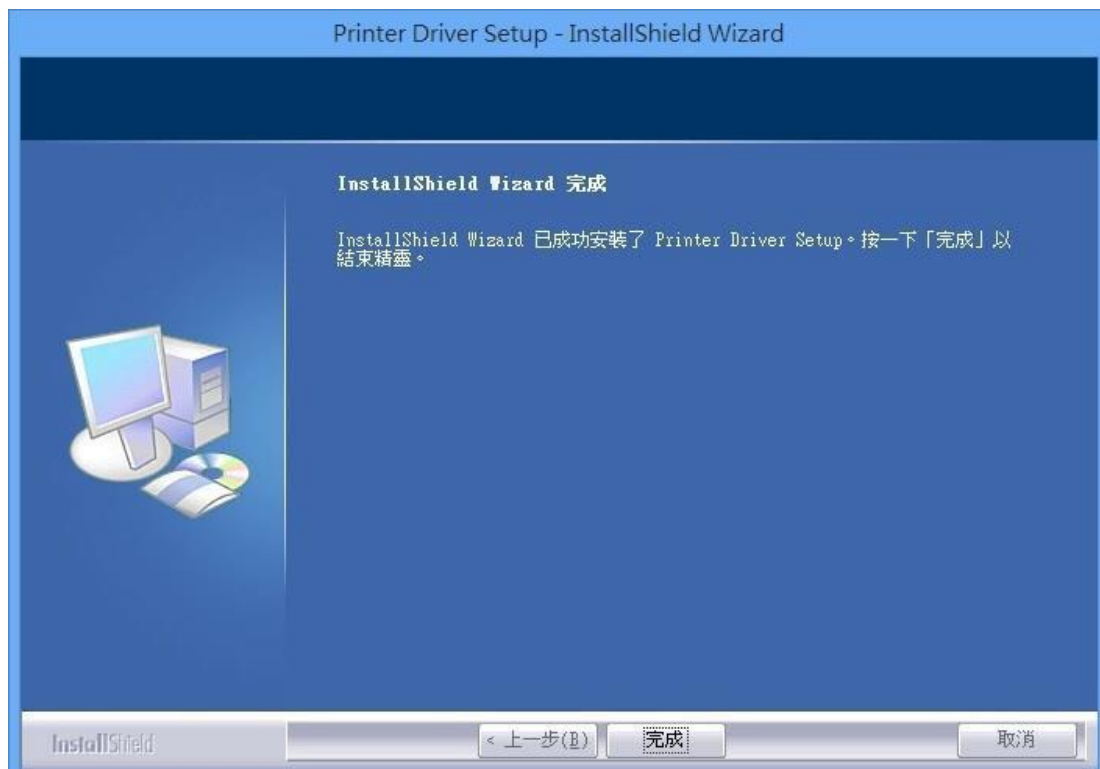 Printer Driver Setup - InstallShield Wizard
InstallShield Wizard 完成
InstallShield Wizard 已成功安裝了 Printer Driver Setup。按一下「完成」以
結束精靈。
InstallShield
< 上一步(B)
完成
取消